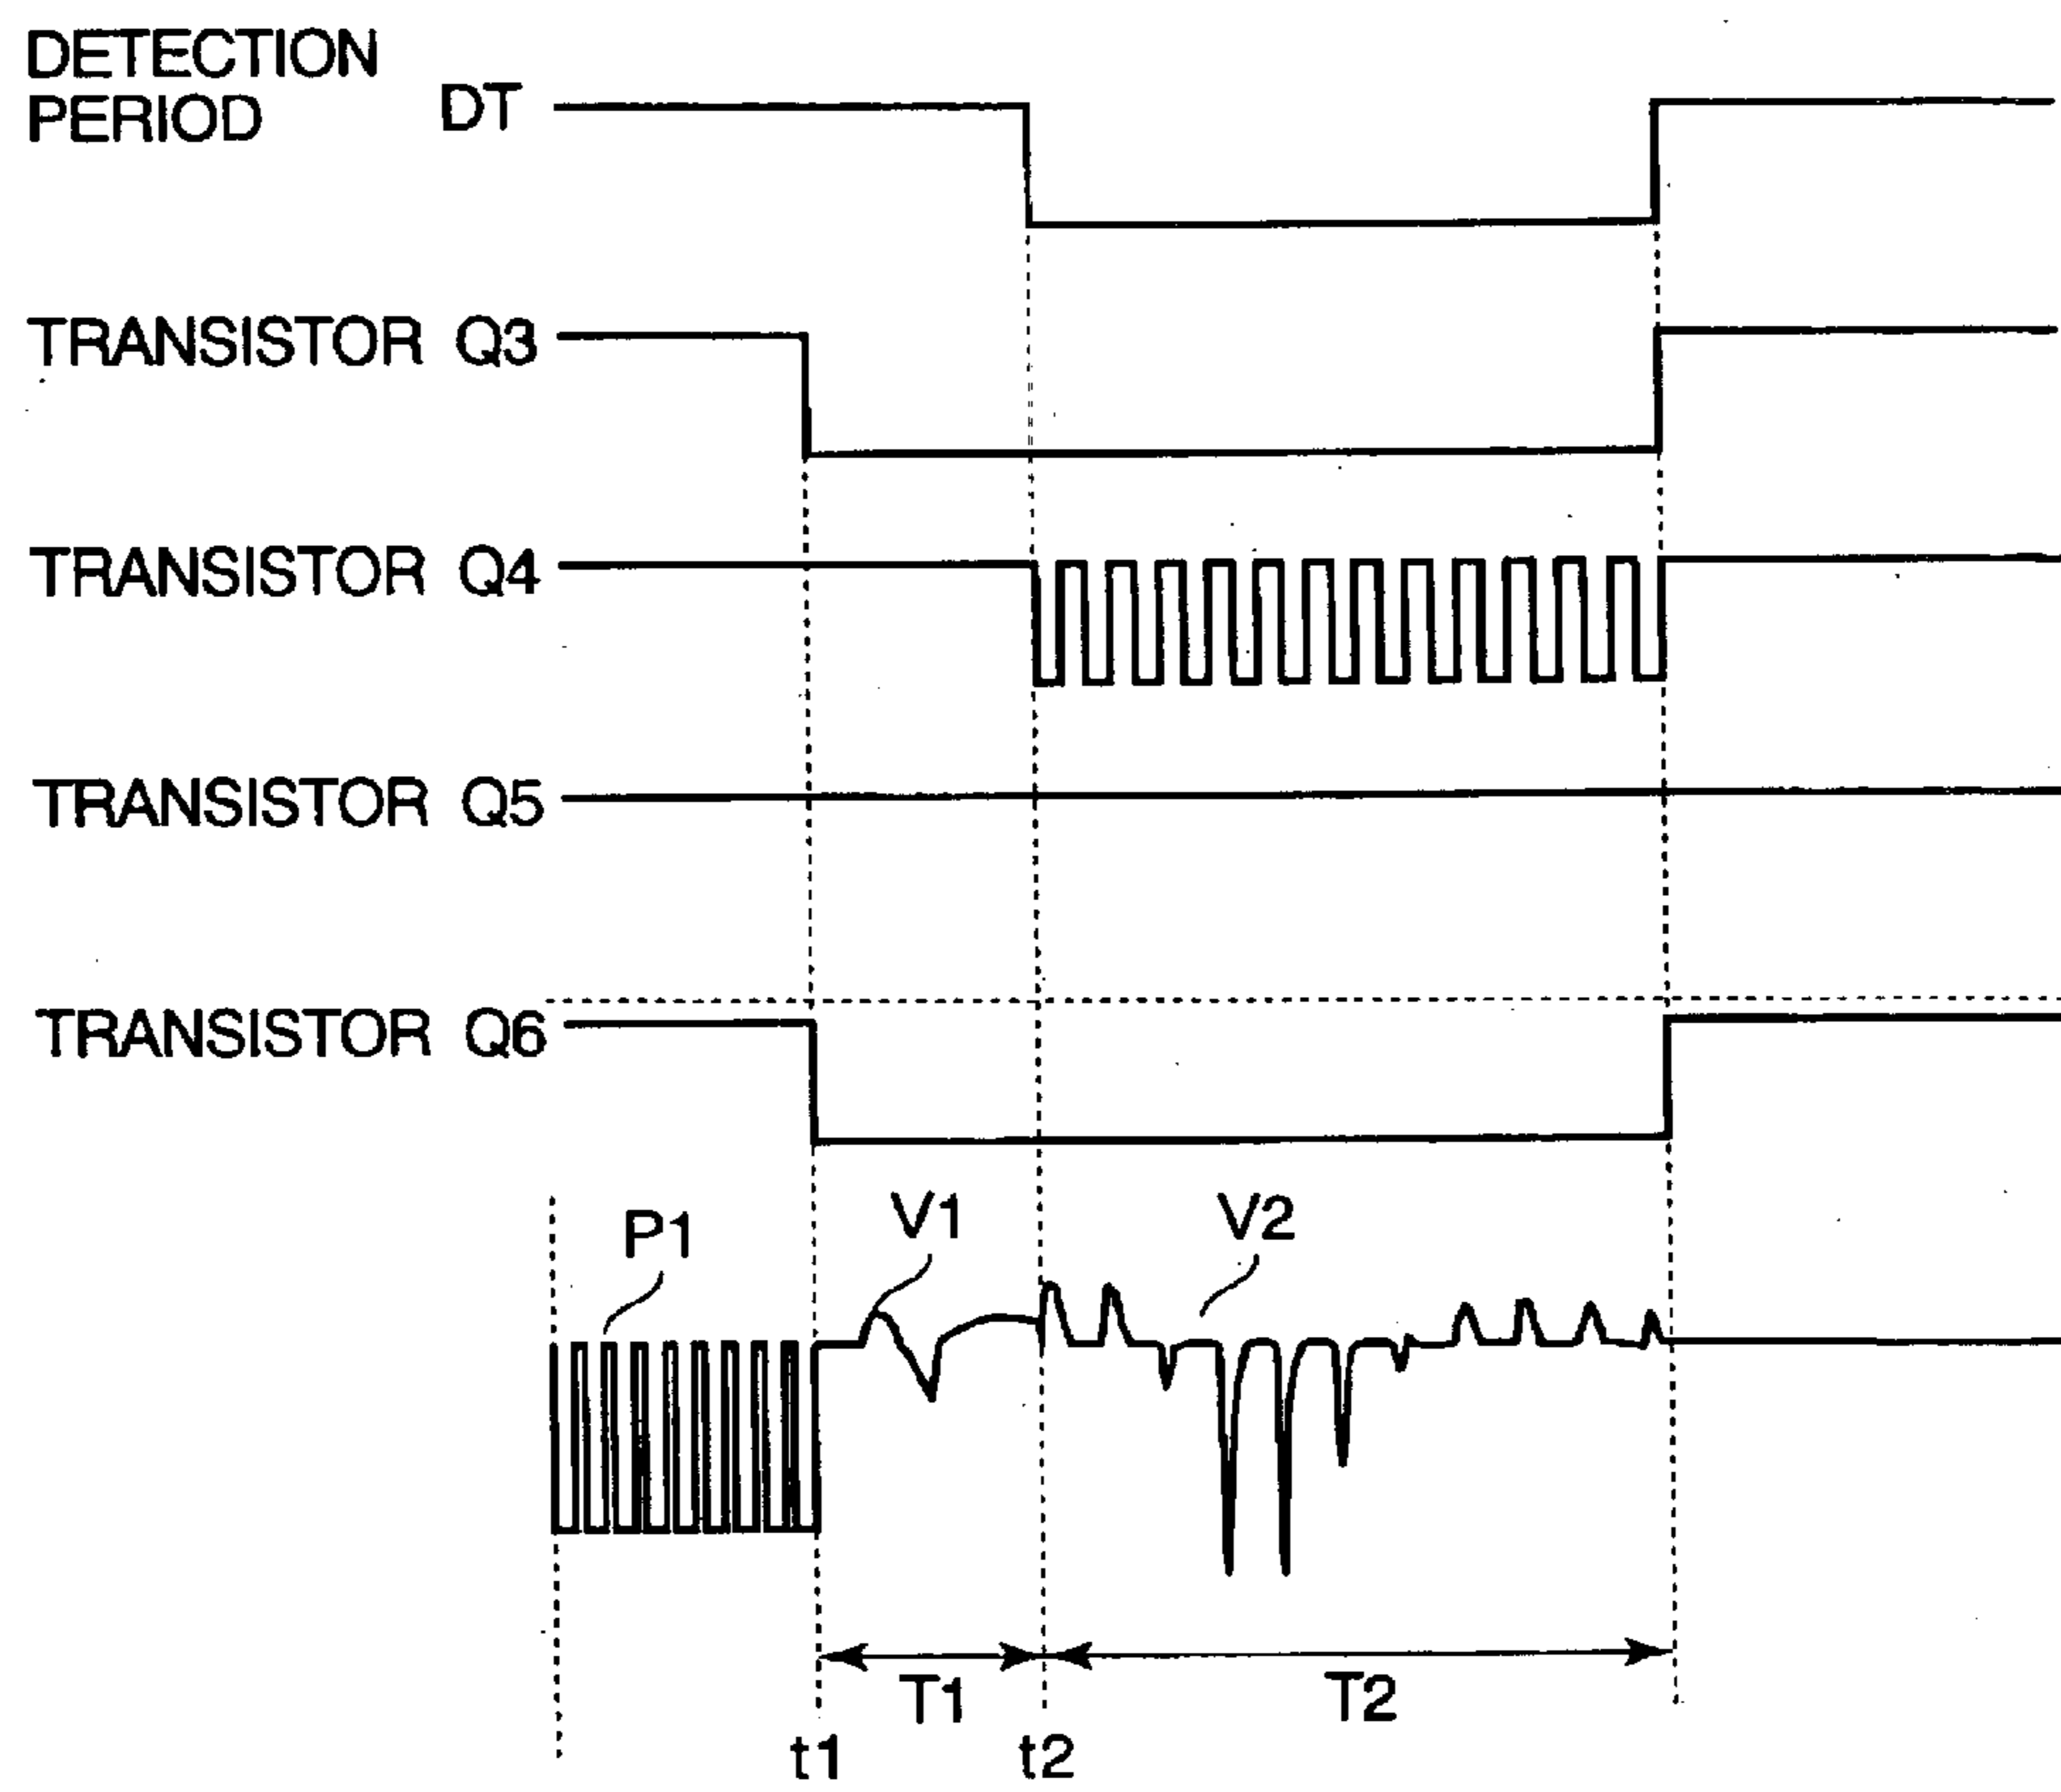 DETECTION
PERIOD DT
TRANSISTOR Q3
TRANSISTOR Q4
TRANSISTOR Q5
TRANSISTOR Q6
P1
V1
V2
T1
T2
t1
t2